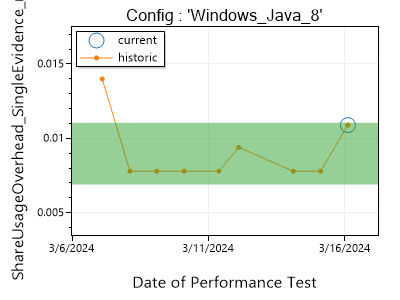 Config : 'Windows_Java_8'
current
historic
0.015
0.01
0.005
3/6/2024
3/11/2024
3/16/2024
Date of Performance Test
ShareUsageOverhead_SingleEvidence_